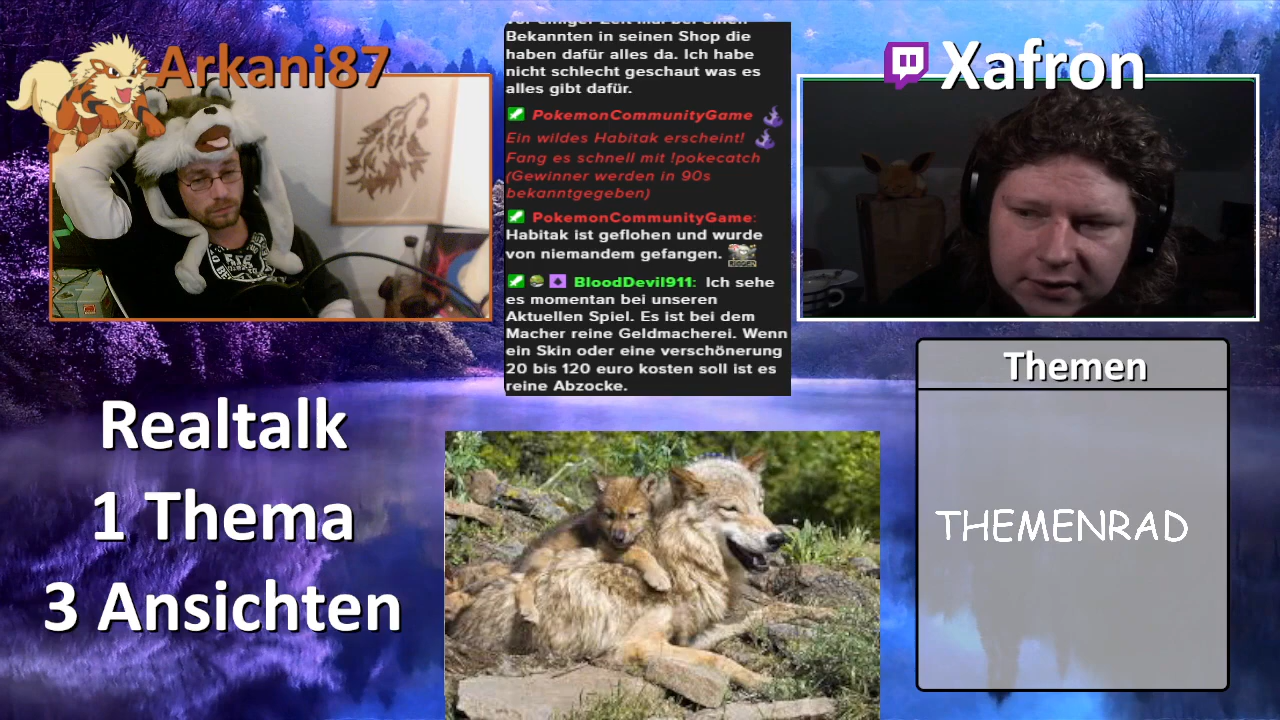 Arkani87
Bekannten in seinen Shop die
haben dafür alles da. Ich habe
nicht schlecht geschaut was es
alles gibt dafür.
PokemonCommunityGame
Ein wildes Habitak erscheint!
Fang es schnell mit !pokecatch
(Gewinner werden in 90s
bekanntgegeben)
PokemonCommunityGame:
Habitak ist geflohen und wurde
von niemandem gefangen.
BloodDevil911: Ich sehe
es momentan bei unseren
Aktuellen Spiel. Es ist bei dem
Macher reine Geldmacherei. Wenn
ein Skin oder eine verschönerung
20 bis 120 euro kosten soll ist es
reine Abzocke.
Xafron
Realtalk
1 Thema
3 Ansichten
Themen
THEMENRAD